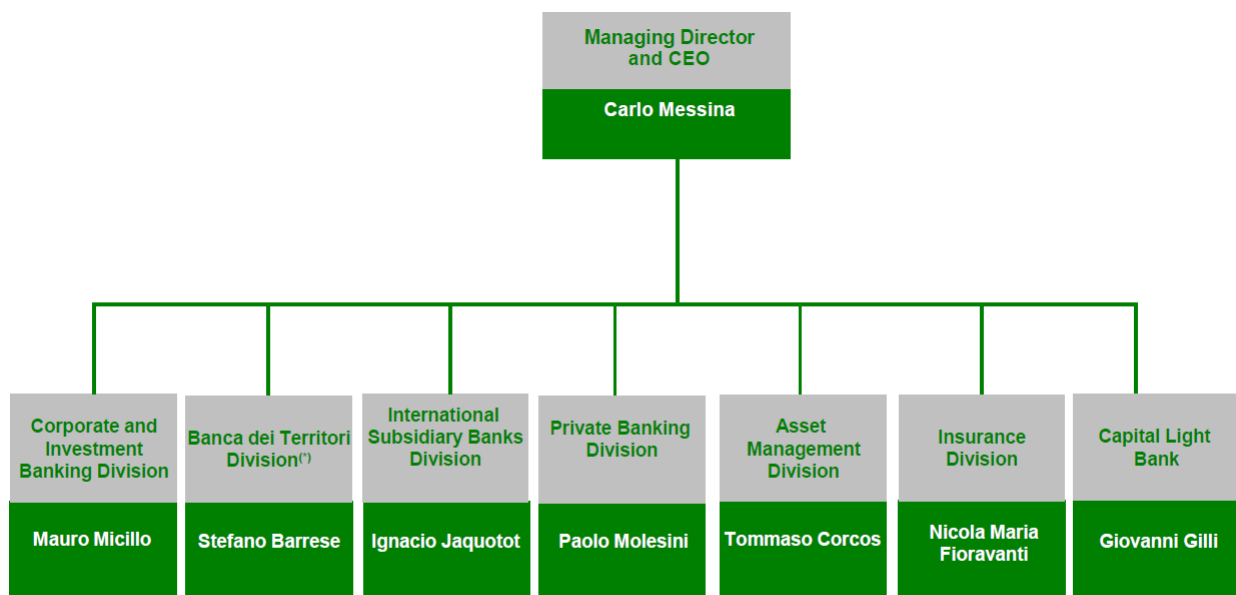 Managing Director
and CEO
Carlo Messina
Corporate and
Investment
Banking Division
Mauro Micillo
Banca dei Territori
Division(*)
Stefano Barrese
International
Subsidiary Banks
Division
Ignacio Jaquotot
Private Banking
Division
Paolo Molesini
Asset
Management
Division
Tommaso Corcos
Insurance
Division
Nicola Maria
Fioravanti
Capital Light
Bank
Giovanni Gilli